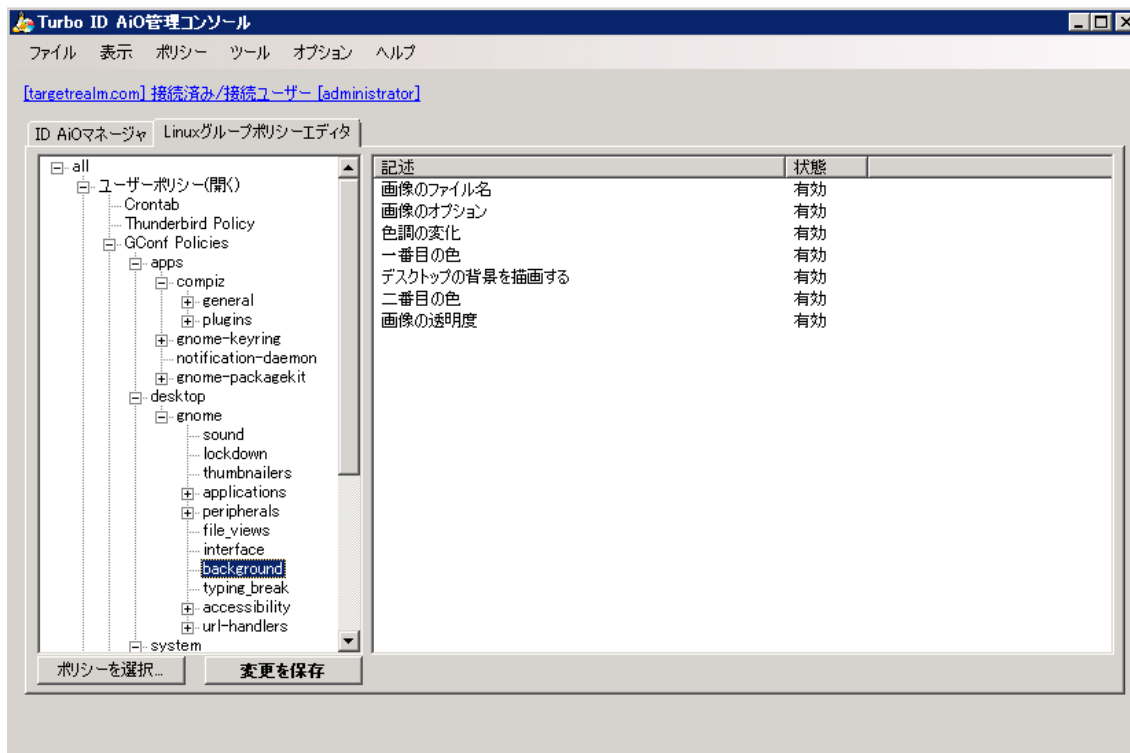 Turbo ID AiO管理コンソール
ファイル 表示 ポリシー ツール オプション ヘルプ
[targetrealm.com] 接続済み/接続ユーザー [administrator]
ID AiOマネージャ Linuxグループポリシーエディタ
all
ユーザーポリシー(開く)
Crontab
Thunderbird Policy
GConf Policies
apps
compiz
general
plugins
gnome-keyring
notification-daemon
gnome-packagekit
desktop
gnome
sound
lockdown
thumbnailers
applications
peripherals
file_views
interface
background
typing_break
accessibility
url-handlers
system
記述 状態
画像のファイル名 有効
画像のオプション 有効
色調の変化 有効
一番目の色 有効
デスクトップの背景を描画する 有効
二番目の色 有効
画像の透明度 有効
ポリシーを選択... 変更を保存